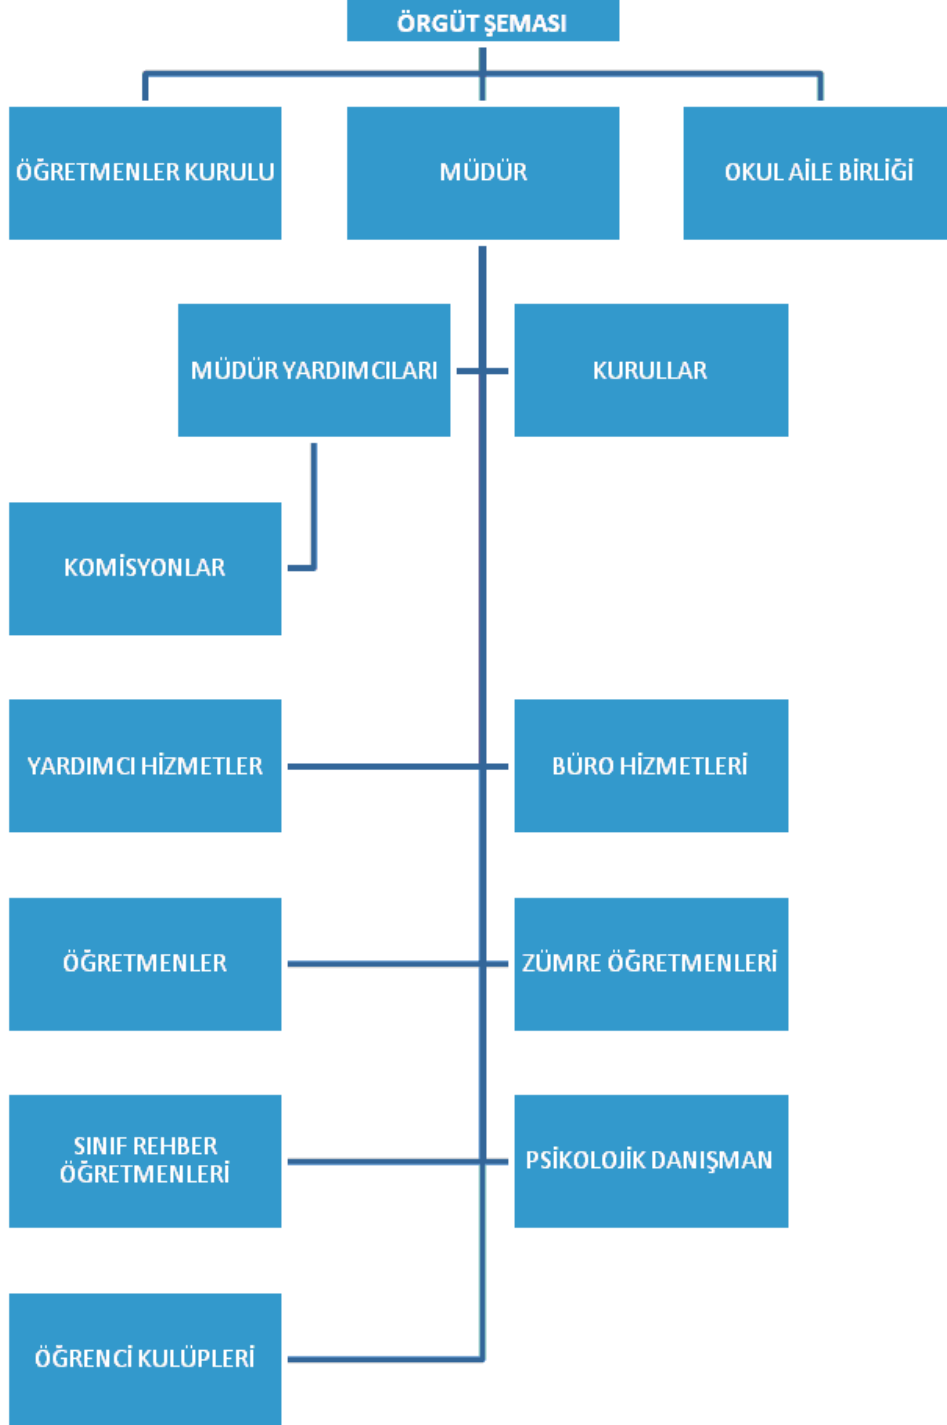 ÖRGÜT ŞEMASI
ÖĞRETMENLER KURULU
MÜDÜR
OKUL AİLE BİRLİĞİ
MÜDÜR YARDIMCILARI
KURULLAR
KOMİSYONLAR
YARDIMCI HİZMETLER
BÜRO HİZMETLERİ
ÖĞRETMENLER
ZÜMRE ÖĞRETMENLERİ
SINIF REHBER
ÖĞRETMENLERİ
PSİKOLOJİK DANIŞMAN
ÖĞRENCİ KULÜPLERİ